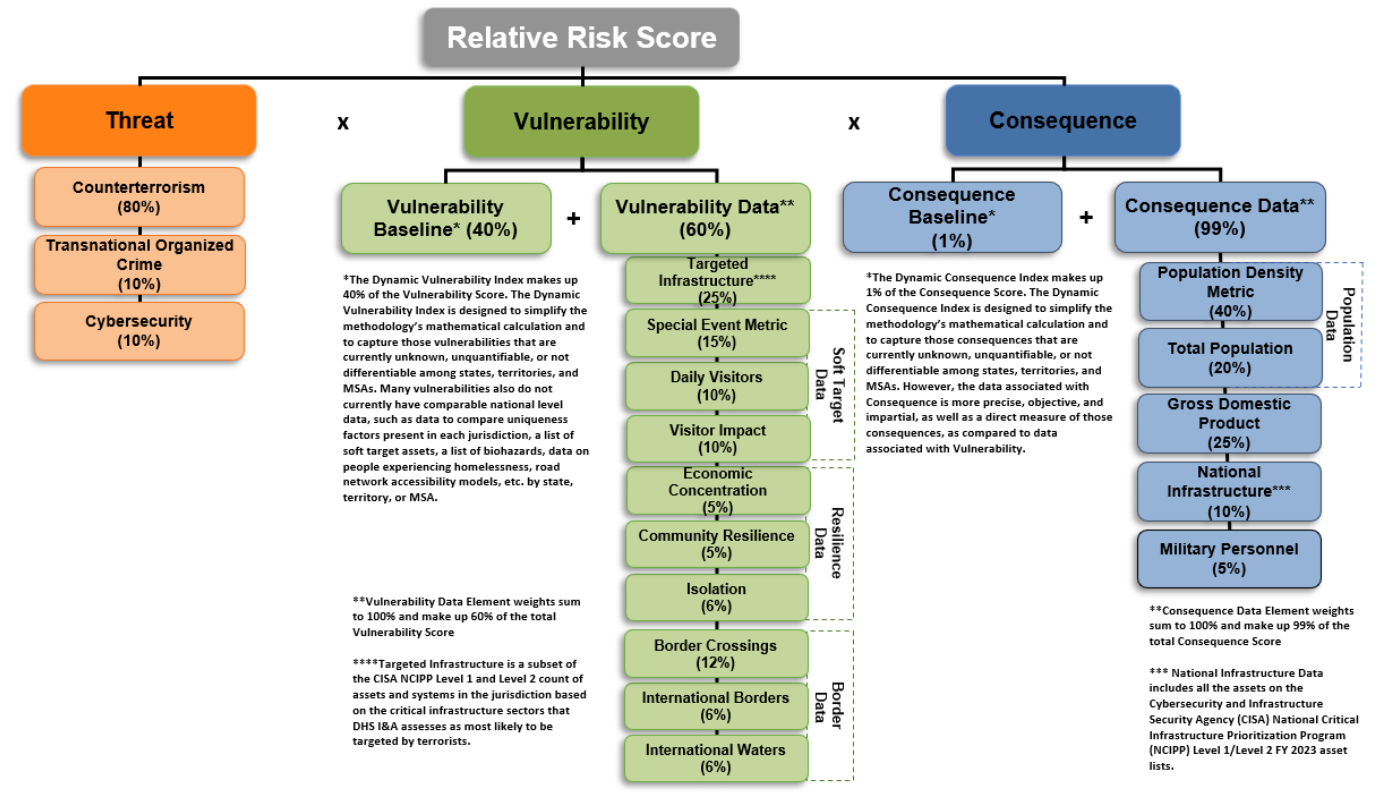 Relative Risk Score
Threat
x
Vulnerability
x
Consequence
Counterterrorism
(80%)
Transnational Organized
Crime
(10%)
Cybersecurity
(10%)
Vulnerability
Baseline* (40%)
+
Vulnerability Data**
(60%)
*The Dynamic Vulnerability Index makes up
40% of the Vulnerability Score. The Dynamic
Vulnerability Index is designed to simplify the
methodology's mathematical calculation and
to capture those vulnerabilities that are
currently unknown, unquantifiable, or not
differentiable among states, territories, and
MSAs. Many vulnerabilities also do not
currently have comparable national level
data, such as data to compare uniqueness
factors present in each jurisdiction, a list of
soft target assets, a list of biohazards, data on
people experiencing homelessness, road
network accessibility models, etc. by state,
territory, or MSA.
**Vulnerability Data Element weights sum
to 100% and make up 60% of the total
Vulnerability Score
****Targeted Infrastructure is a subset of
the CISA NCIPP Level 1 and Level 2 count of
assets and systems in the jurisdiction based
on the critical infrastructure sectors that
DHS I&A assesses as most likely to be
targeted by terrorists.
Targeted
Infrastructure****
(25%)
Special Event Metric
(15%)
Daily Visitors
(10%)
Visitor Impact
(10%)
Soft Target
Data
Economic
Concentration
(5%)
Community Resilience
(5%)
Isolation
(6%)
Resilience
Data
Border Crossings
(12%)
International Borders
(6%)
International Waters
(6%)
Border
Data
Consequence
Baseline*
(1%)
+
Consequence Data**
(99%)
*The Dynamic Consequence Index makes up
1% of the Consequence Score. The Dynamic
Consequence Index is designed to simplify the
methodology's mathematical calculation and
to capture those consequences that are
currently unknown, unquantifiable, or not
differentiable among states, territories, and
MSAs. However, the data associated with
Consequence is more precise, objective, and
impartial, as well as a direct measure of those
consequences, as compared to data
associated with Vulnerability.
Population Density
Metric
(40%)
Total Population
(20%)
Population
Data
Gross Domestic
Product
(25%)
National
Infrastructure***
(10%)
Military Personnel
(5%)
**Consequence Data Element weights
sum to 100% and make up 99% of the
total Consequence Score
*** National Infrastructure Data
includes all the assets on the
Cybersecurity and Infrastructure
Security Agency (CISA) National Critical
Infrastructure Prioritization Program
(NCIPP) Level 1/Level 2 FY 2023 asset
lists.